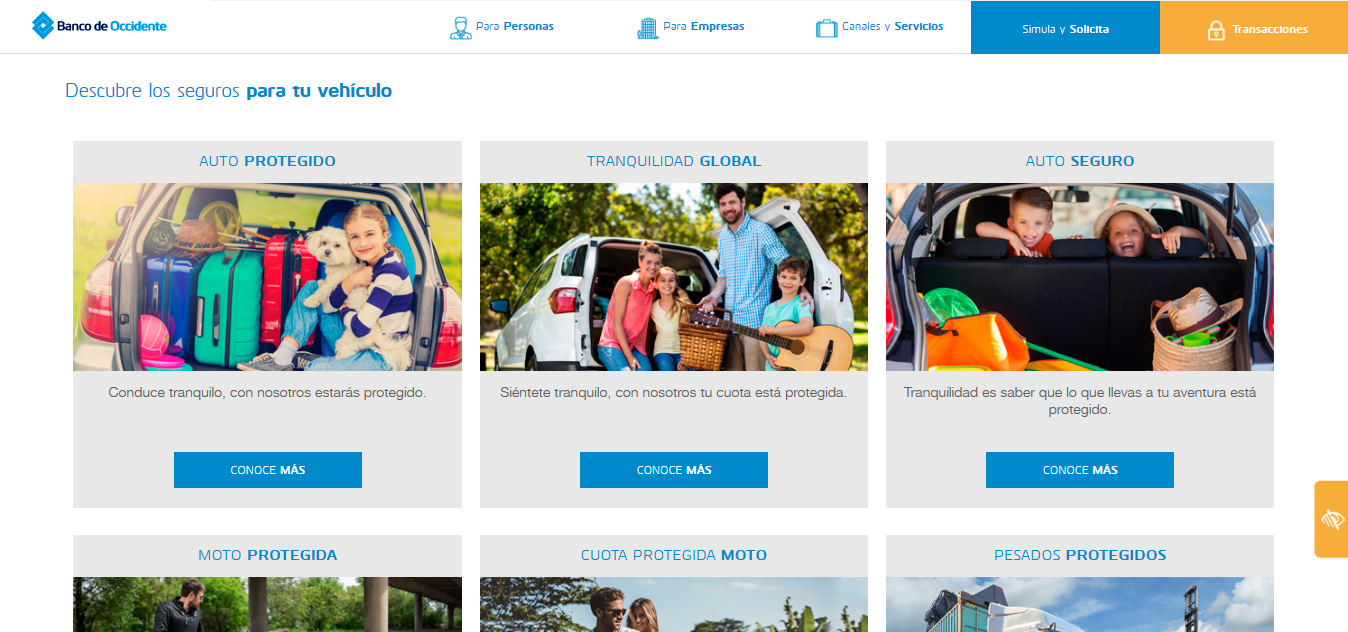 Banco de Occidente
Para Personas
Para Empresas
Canales y Servicios
Simula y Solicita
Transacciones
Descubre los seguros para tu vehículo
AUTO PROTEGIDO
TRANQUILIDAD GLOBAL
AUTO SEGURO
Conduce tranquilo, con nosotros estarás protegido.
Siéntete tranquilo, con nosotros tu cuota está protegida.
Tranquilidad es saber que lo que llevas a tu aventura está
protegido.
CONOCE MÁS
CONOCE MÁS
CONOCE MÁS
MOTO PROTEGIDA
CUOTA PROTEGIDA MOTO
PESADOS PROTEGIDOS